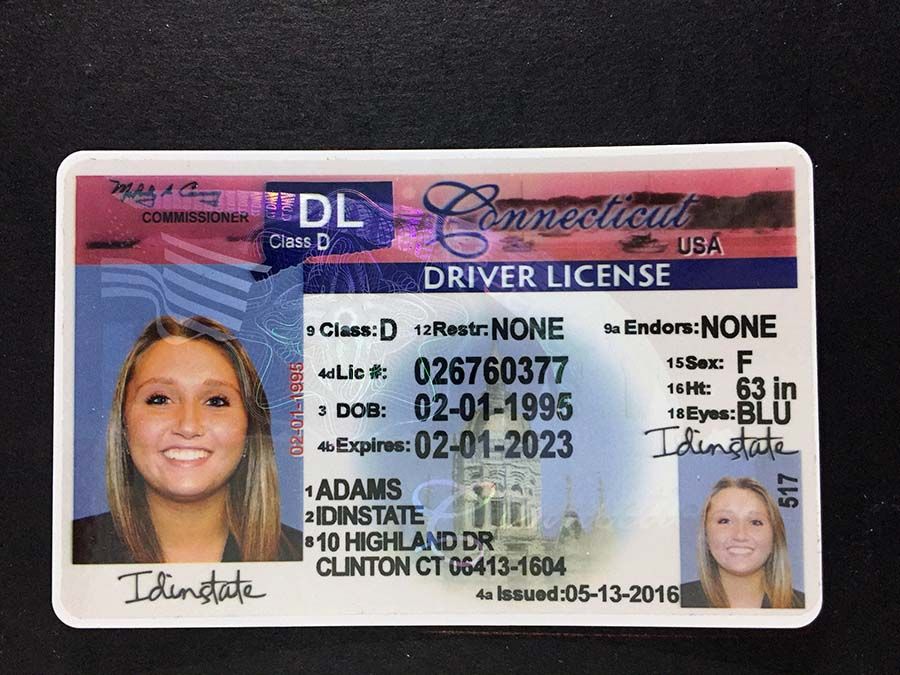 COMMISSIONER
DL
Class D
Connecticut
USA
DRIVER LICENSE
9 Class: D 12 Restr: NONE 9a Endors: NONE
4d Lic #: 026760377
15 Sex: F
3 DOB: 02-01-1995
16 Ht: 63 in
4b Expires: 02-01-2023
18 Eyes: BLU
02-01-1995
Idinstate
1 ADAMS
2 IDINSTATE
8 10 HIGHLAND DR
CLINTON CT 06413-1604
4a Issued: 05-13-2016
517
Idinstate